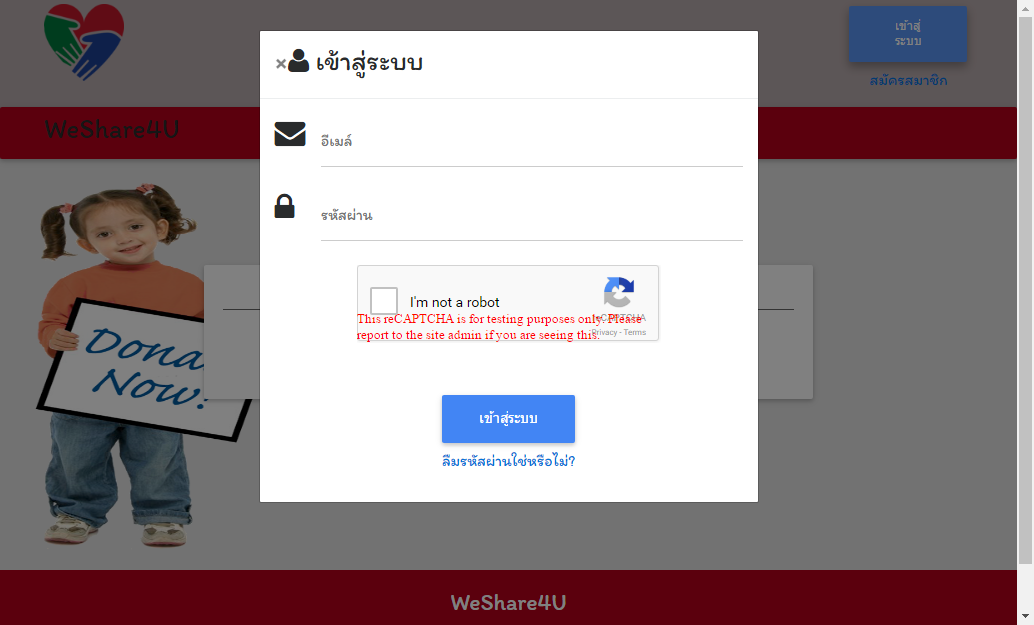 เข้าสู่
ระบบ
สมัครสมาชิก
WeShare4U
× เข้าสู่ระบบ
อีเมล์
รหัสผ่าน
I'm not a robot
reCAPTCHA
This reCAPTCHA is for testing purposes only. Please
report to the site admin if you are seeing this.
Privacy - Terms
เข้าสู่ระบบ
ลืมรหัสผ่านใช่หรือไม่?
Dona
Now!
WeShare4U